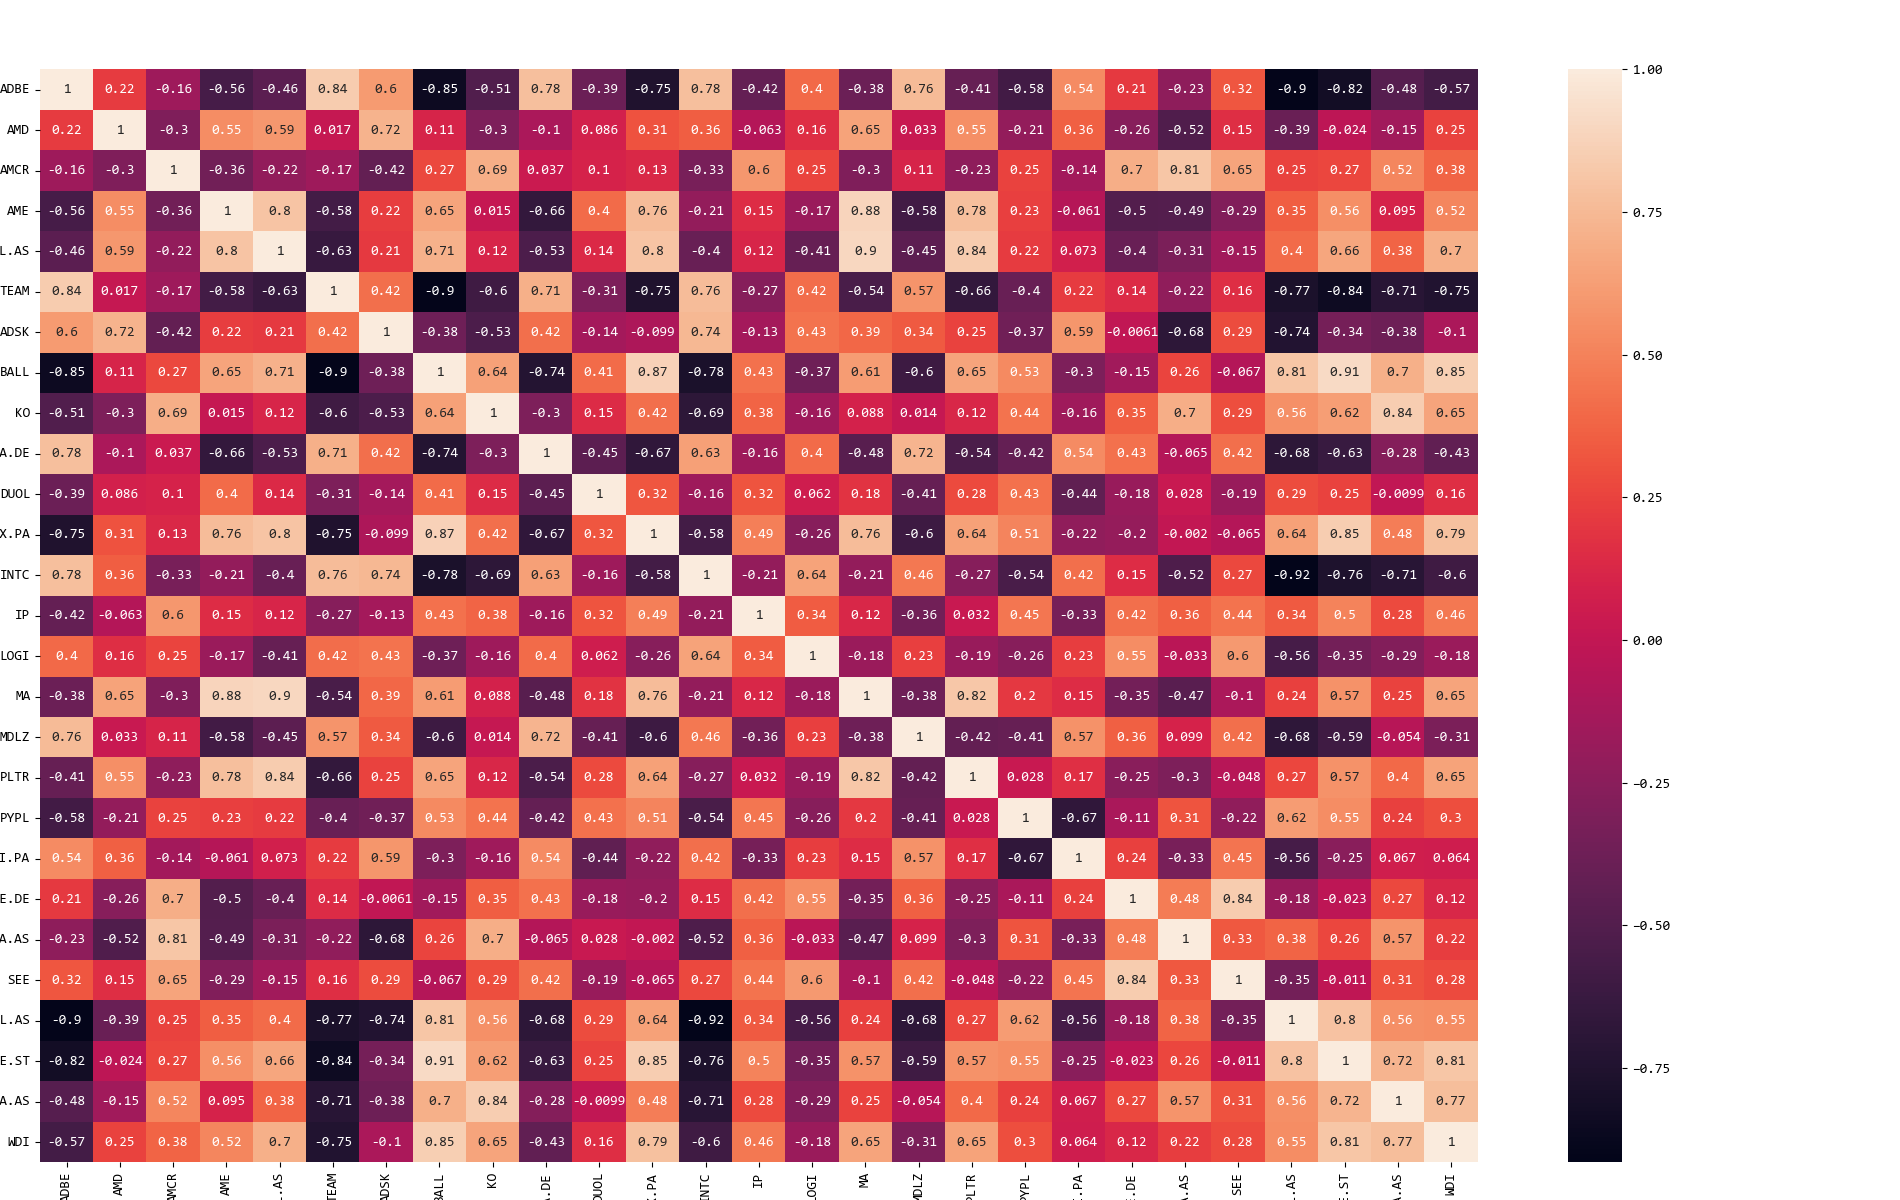 ADBE 1 0.22 -0.16 -0.56 -0.46 0.84 0.6 -0.85 -0.51 0.78 -0.39 -0.75 0.78 -0.42 0.4 -0.38 0.76 -0.41 -0.58 0.54 0.21 -0.23 0.32 -0.9 -0.82 -0.48 -0.57
AMD 0.22 1 -0.3 0.55 0.59 0.017 0.72 0.11 -0.3 -0.1 0.086 0.31 0.36 -0.063 0.16 0.65 0.033 0.55 -0.21 0.36 -0.26 -0.52 0.15 -0.39 -0.024 -0.15 0.25
AMCR -0.16 -0.3 1 -0.36 -0.22 -0.17 -0.42 0.27 0.69 0.037 0.1 0.13 -0.33 0.6 0.25 -0.3 0.11 -0.23 0.25 -0.14 0.7 0.81 0.65 0.25 0.27 0.52 0.38
AME -0.56 0.55 -0.36 1 0.8 -0.58 0.22 0.65 0.015 -0.66 0.4 0.76 -0.21 0.15 -0.17 0.88 -0.58 0.78 0.23 -0.061 -0.5 -0.49 -0.29 0.35 0.56 0.095 0.52
L.AS -0.46 0.59 -0.22 0.8 1 -0.63 0.21 0.71 0.12 -0.53 0.14 0.8 -0.4 0.12 -0.41 0.9 -0.45 0.84 0.22 0.073 -0.4 -0.31 -0.15 0.4 0.66 0.38 0.7
TEAM 0.84 0.017 -0.17 -0.58 -0.63 1 0.42 -0.9 -0.6 0.71 -0.31 -0.75 0.76 -0.27 0.42 -0.54 0.57 -0.66 -0.4 0.22 0.14 -0.22 0.16 -0.77 -0.84 -0.71 -0.75
ADSK 0.6 0.72 -0.42 0.22 0.21 0.42 1 -0.38 -0.53 0.42 -0.14 -0.099 0.74 -0.13 0.43 0.39 0.34 0.25 -0.37 0.59 -0.0061 -0.68 0.29 -0.74 -0.34 -0.38 -0.1
BALL -0.85 0.11 0.27 0.65 0.71 -0.9 -0.38 1 0.64 -0.74 0.41 0.87 -0.78 0.43 -0.37 0.61 -0.6 0.65 0.53 -0.3 -0.15 0.26 -0.067 0.81 0.91 0.7 0.85
KO -0.51 -0.3 0.69 0.015 0.12 -0.6 -0.53 0.64 1 -0.3 0.15 0.42 -0.69 0.38 -0.16 0.088 0.014 0.12 0.44 -0.16 0.35 0.7 0.29 0.56 0.62 0.84 0.65
A.DE 0.78 -0.1 0.037 -0.66 -0.53 0.71 0.42 -0.74 -0.3 1 -0.45 -0.67 0.63 -0.16 0.4 -0.48 0.72 -0.54 -0.42 0.54 0.43 -0.065 0.42 -0.68 -0.63 -0.28 -0.43
DUOL -0.39 0.086 0.1 0.4 0.14 -0.31 -0.14 0.41 0.15 -0.45 1 0.32 -0.16 0.32 0.062 0.18 -0.41 0.28 0.43 -0.44 -0.18 0.028 -0.19 0.29 0.25 -0.0099 0.16
X.PA -0.75 0.31 0.13 0.76 0.8 -0.75 -0.099 0.87 0.42 -0.67 0.32 1 -0.58 0.49 -0.26 0.76 -0.6 0.64 0.51 -0.22 -0.2 -0.002 -0.065 0.64 0.85 0.48 0.79
INTC 0.78 0.36 -0.33 -0.21 -0.4 0.76 0.74 -0.78 -0.69 0.63 -0.16 -0.58 1 -0.21 0.64 -0.21 0.46 -0.27 -0.54 0.42 0.15 -0.52 0.27 -0.92 -0.76 -0.71 -0.6
IP -0.42 -0.063 0.6 0.15 0.12 -0.27 -0.13 0.43 0.38 -0.16 0.32 0.49 -0.21 1 0.34 0.12 -0.36 0.032 0.45 -0.33 0.42 0.36 0.44 0.34 0.5 0.28 0.46
LOGI 0.4 0.16 0.25 -0.17 -0.41 0.42 0.43 -0.37 -0.16 0.4 0.062 -0.26 0.64 0.34 1 -0.18 0.23 -0.19 -0.26 0.23 0.55 -0.033 0.6 -0.56 -0.35 -0.29 -0.18
MA -0.38 0.65 -0.3 0.88 0.9 -0.54 0.39 0.61 0.088 -0.48 0.18 0.76 -0.21 0.12 -0.18 1 -0.38 0.82 0.2 0.15 -0.35 -0.47 -0.1 0.24 0.57 0.25 0.65
MDLZ 0.76 0.033 0.11 -0.58 -0.45 0.57 0.34 -0.6 0.014 0.72 -0.41 -0.6 0.46 -0.36 0.23 -0.38 1 -0.42 -0.41 0.57 0.36 0.099 0.42 -0.68 -0.59 -0.054 -0.31
PLTR -0.41 0.55 -0.23 0.78 0.84 -0.66 0.25 0.65 0.12 -0.54 0.28 0.64 -0.27 0.032 -0.19 0.82 -0.42 1 0.028 0.17 -0.25 -0.3 -0.048 0.27 0.57 0.4 0.65
PYPL -0.58 -0.21 0.25 0.23 0.22 -0.4 -0.37 0.53 0.44 -0.42 0.43 0.51 -0.54 0.45 -0.26 0.2 -0.41 0.028 1 -0.67 -0.11 0.31 -0.22 0.62 0.55 0.24 0.3
I.PA 0.54 0.36 -0.14 -0.061 0.073 0.22 0.59 -0.3 -0.16 0.54 -0.44 -0.22 0.42 -0.33 0.23 0.15 0.57 0.17 -0.67 1 0.24 -0.33 0.45 -0.56 -0.25 0.067 0.064
E.DE 0.21 -0.26 0.7 -0.5 -0.4 0.14 -0.0061 -0.15 0.35 0.43 -0.18 -0.2 0.15 0.42 0.55 -0.35 0.36 -0.25 -0.11 0.24 1 0.48 0.84 -0.18 -0.023 0.27 0.12
A.AS -0.23 -0.52 0.81 -0.49 -0.31 -0.22 -0.68 0.26 0.7 -0.065 0.028 -0.002 -0.52 0.36 -0.033 -0.47 0.099 -0.3 0.31 -0.33 0.48 1 0.33 0.38 0.26 0.57 0.22
SEE 0.32 0.15 0.65 -0.29 -0.15 0.16 0.29 -0.067 0.29 0.42 -0.19 -0.065 0.27 0.44 0.6 -0.1 0.42 -0.048 -0.22 0.45 0.84 0.33 1 -0.35 -0.011 0.31 0.28
L.AS -0.9 -0.39 0.25 0.35 0.4 -0.77 -0.74 0.81 0.56 -0.68 0.29 0.64 -0.92 0.34 -0.56 0.24 -0.68 0.27 0.62 -0.56 -0.18 0.38 -0.35 1 0.8 0.56 0.55
E.ST -0.82 -0.024 0.27 0.56 0.66 -0.84 -0.34 0.91 0.62 -0.63 0.25 0.85 -0.76 0.5 -0.35 0.57 -0.59 0.57 0.55 -0.25 -0.023 0.26 -0.011 0.8 1 0.72 0.81
A.AS -0.48 -0.15 0.52 0.095 0.38 -0.71 -0.38 0.7 0.84 -0.28 -0.0099 0.48 -0.71 0.28 -0.29 0.25 -0.054 0.4 0.24 0.067 0.27 0.57 0.31 0.56 0.72 1 0.77
WDI -0.57 0.25 0.38 0.52 0.7 -0.75 -0.1 0.85 0.65 -0.43 0.16 0.79 -0.6 0.46 -0.18 0.65 -0.31 0.65 0.3 0.064 0.12 0.22 0.28 0.55 0.81 0.77 1
ADBE AMD AMCR AME L.AS TEAM ADSK BALL KO A.DE DUOL X.PA INTC IP LOGI MA MDLZ PLTR PYPL I.PA E.DE A.AS SEE L.AS E.ST A.AS WDI
1.00
0.75
0.50
0.25
0.00
−0.25
−0.50
−0.75